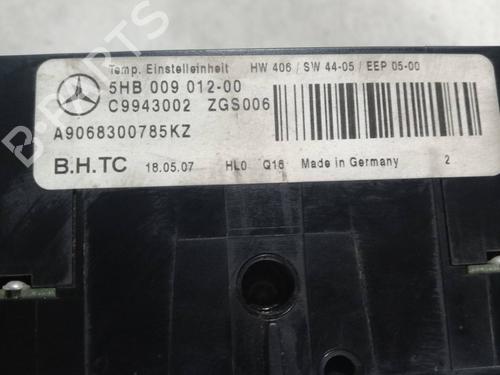 Temp. Einstelleinheit HW 406 / SW 44-05 / EEP 05-00
5HB 009 012-00
C9943002 ZGS006
A9068300785KZ
B.H.TC 18.05.07 HL0 Q16 Made in Germany 2
B-PARTS